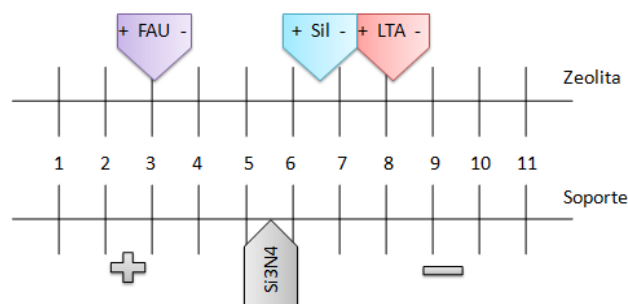 + FAU -
+ Sil -
+ LTA -
Zeolita
1 2 3 4 5 6 7 8 9 10 11
Soporte
Si3N4